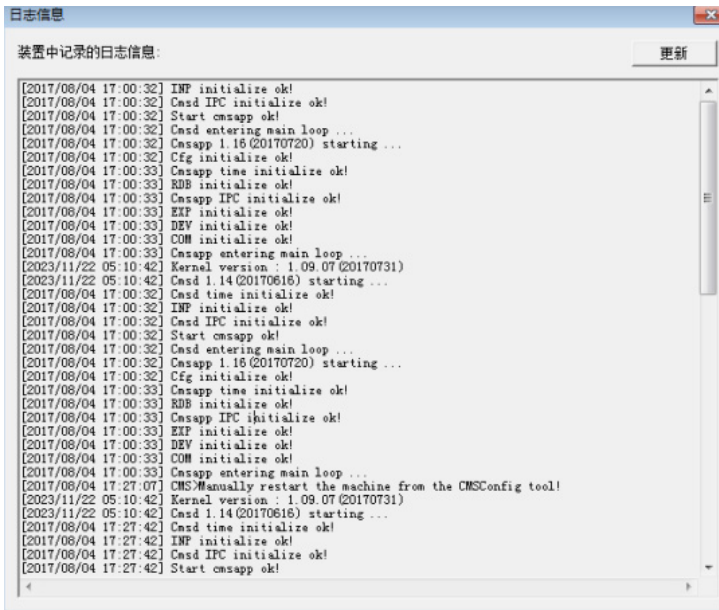 日志信息
装置中记录的日志信息:
更新
[2017/08/04 17:00:32] INP initialize ok!
[2017/08/04 17:00:32] Cmsd IPC initialize ok!
[2017/08/04 17:00:32] Start cmsapp ok!
[2017/08/04 17:00:32] Cmsd entering main loop ...
[2017/08/04 17:00:32] Cmsapp 1.16(20170720) starting ...
[2017/08/04 17:00:32] Cfg initialize ok!
[2017/08/04 17:00:33] Cmsapp time initialize ok!
[2017/08/04 17:00:33] RDB initialize ok!
[2017/08/04 17:00:33] Cmsapp IPC initialize ok!
[2017/08/04 17:00:33] EXP initialize ok!
[2017/08/04 17:00:33] DEV initialize ok!
[2017/08/04 17:00:33] COM initialize ok!
[2017/08/04 17:00:33] Cmsapp entering main loop ...
[2023/11/22 05:10:42] Kernel version : 1.09.07(20170731)
[2023/11/22 05:10:42] Cmsd 1.14(20170616) starting ...
[2017/08/04 17:00:32] Cmsd time initialize ok!
[2017/08/04 17:00:32] INP initialize ok!
[2017/08/04 17:00:32] Cmsd IPC initialize ok!
[2017/08/04 17:00:32] Start cmsapp ok!
[2017/08/04 17:00:32] Cmsd entering main loop ...
[2017/08/04 17:00:32] Cmsapp 1.16(20170720) starting ...
[2017/08/04 17:00:32] Cfg initialize ok!
[2017/08/04 17:00:33] Cmsapp time initialize ok!
[2017/08/04 17:00:33] RDB initialize ok!
[2017/08/04 17:00:33] Cmsapp IPC initialize ok!
[2017/08/04 17:00:33] EXP initialize ok!
[2017/08/04 17:00:33] DEV initialize ok!
[2017/08/04 17:00:33] COM initialize ok!
[2017/08/04 17:00:33] Cmsapp entering main loop ...
[2017/08/04 17:27:07] CMS>Manually restart the machine from the CMSConfig tool!
[2023/11/22 05:10:42] Kernel version : 1.09.07(20170731)
[2023/11/22 05:10:42] Cmsd 1.14(20170616) starting ...
[2017/08/04 17:27:42] Cmsd time initialize ok!
[2017/08/04 17:27:42] INP initialize ok!
[2017/08/04 17:27:42] Cmsd IPC initialize ok!
[2017/08/04 17:27:42] Start cmsapp ok!